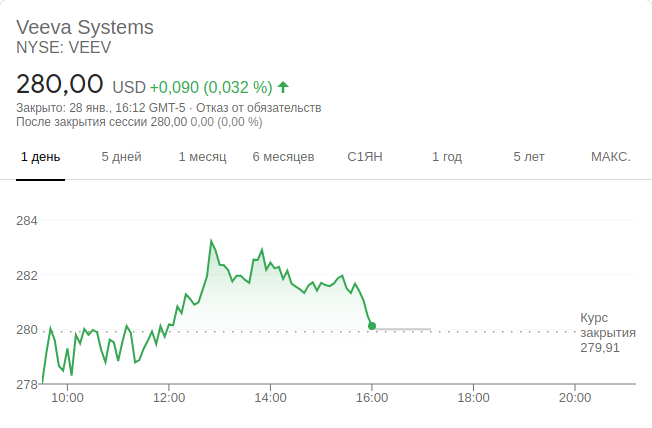 Veeva Systems
NYSE: VEEV
280,00 USD +0,090 (0,032 %)
Закрыто: 28 янв., 16:12 GMT-5 · Отказ от обязательств
После закрытия сессии 280,00 0,00 (0,00 %)
1 день 5 дней 1 месяц 6 месяцев С1ЯН 1 год 5 лет МАКС.
284
282
280
Курс
закрытия
279,91
278
10:00 12:00 14:00 16:00 18:00 20:00